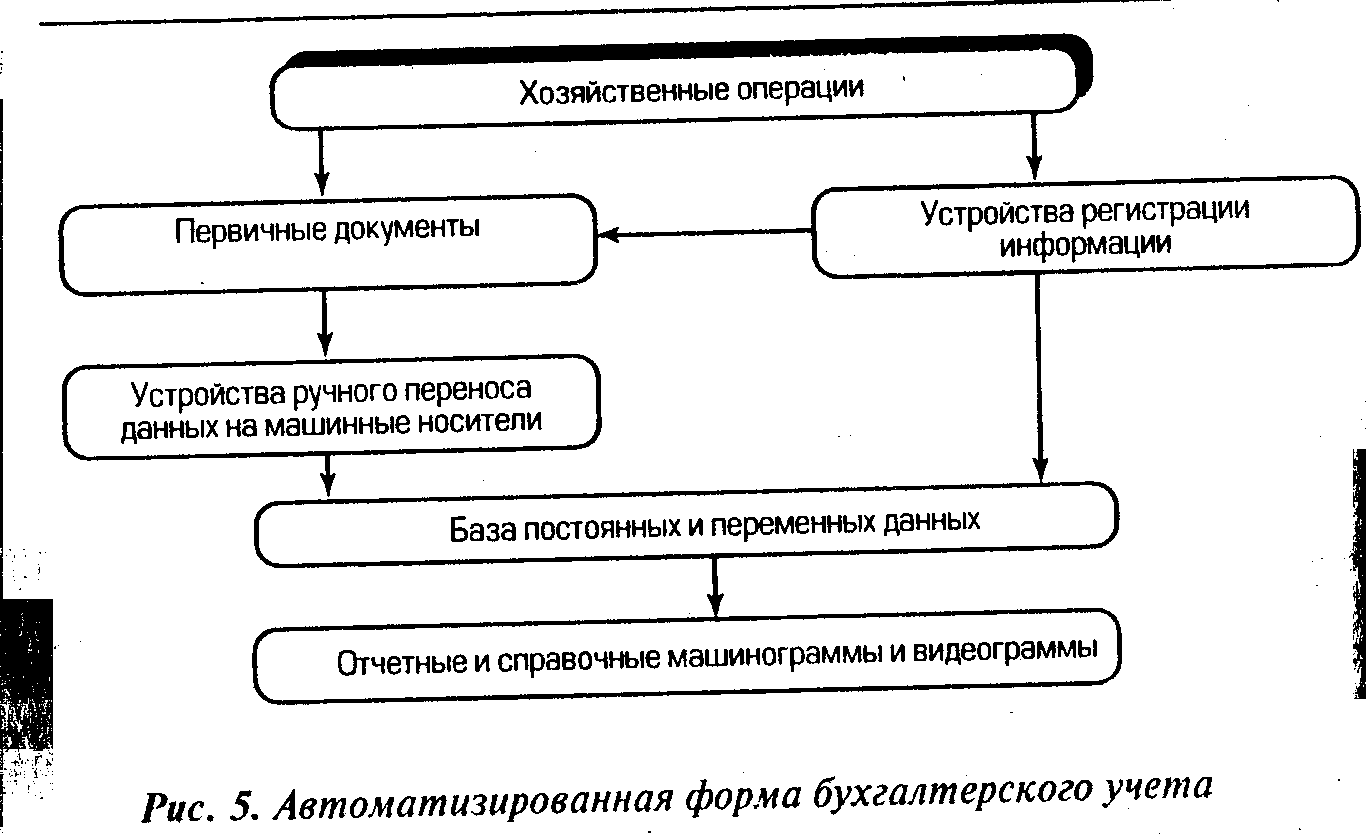 Хозяйственные операции
Первичные документы
Устройства регистрации
информации
Устройства ручного переноса
данных на машинные носители
База постоянных и переменных данных
Отчетные и справочные машинограммы и видеограммы
Рис. 5. Автоматизированная форма бухгалтерского учета